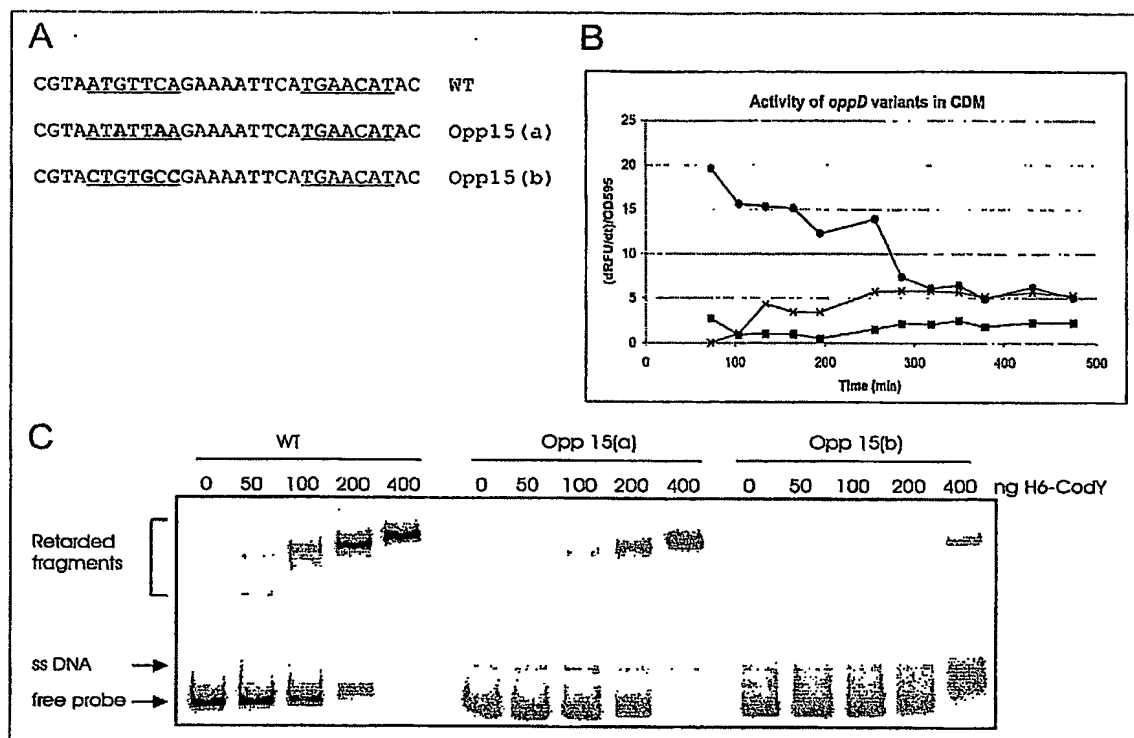 A
CGTAATGTTCAGAAAATTCATGAACATAC WT
CGTAATATTAAGAAAATTCATGAACATAC Opp15(a)
CGTACTGTGCCGAAAATTCATGAACATAC Opp15(b)
B
Activity of oppD variants in CDM
(dRFU/dt)/OD595
25
20
15
10
5
0
0 100 200 300 400 500
Time (min)
C
WT Opp 15(a) Opp 15(b)
0 50 100 200 400 0 50 100 200 400 0 50 100 200 400 ng H6-CodY
Retarded
fragments
ss DNA
free probe